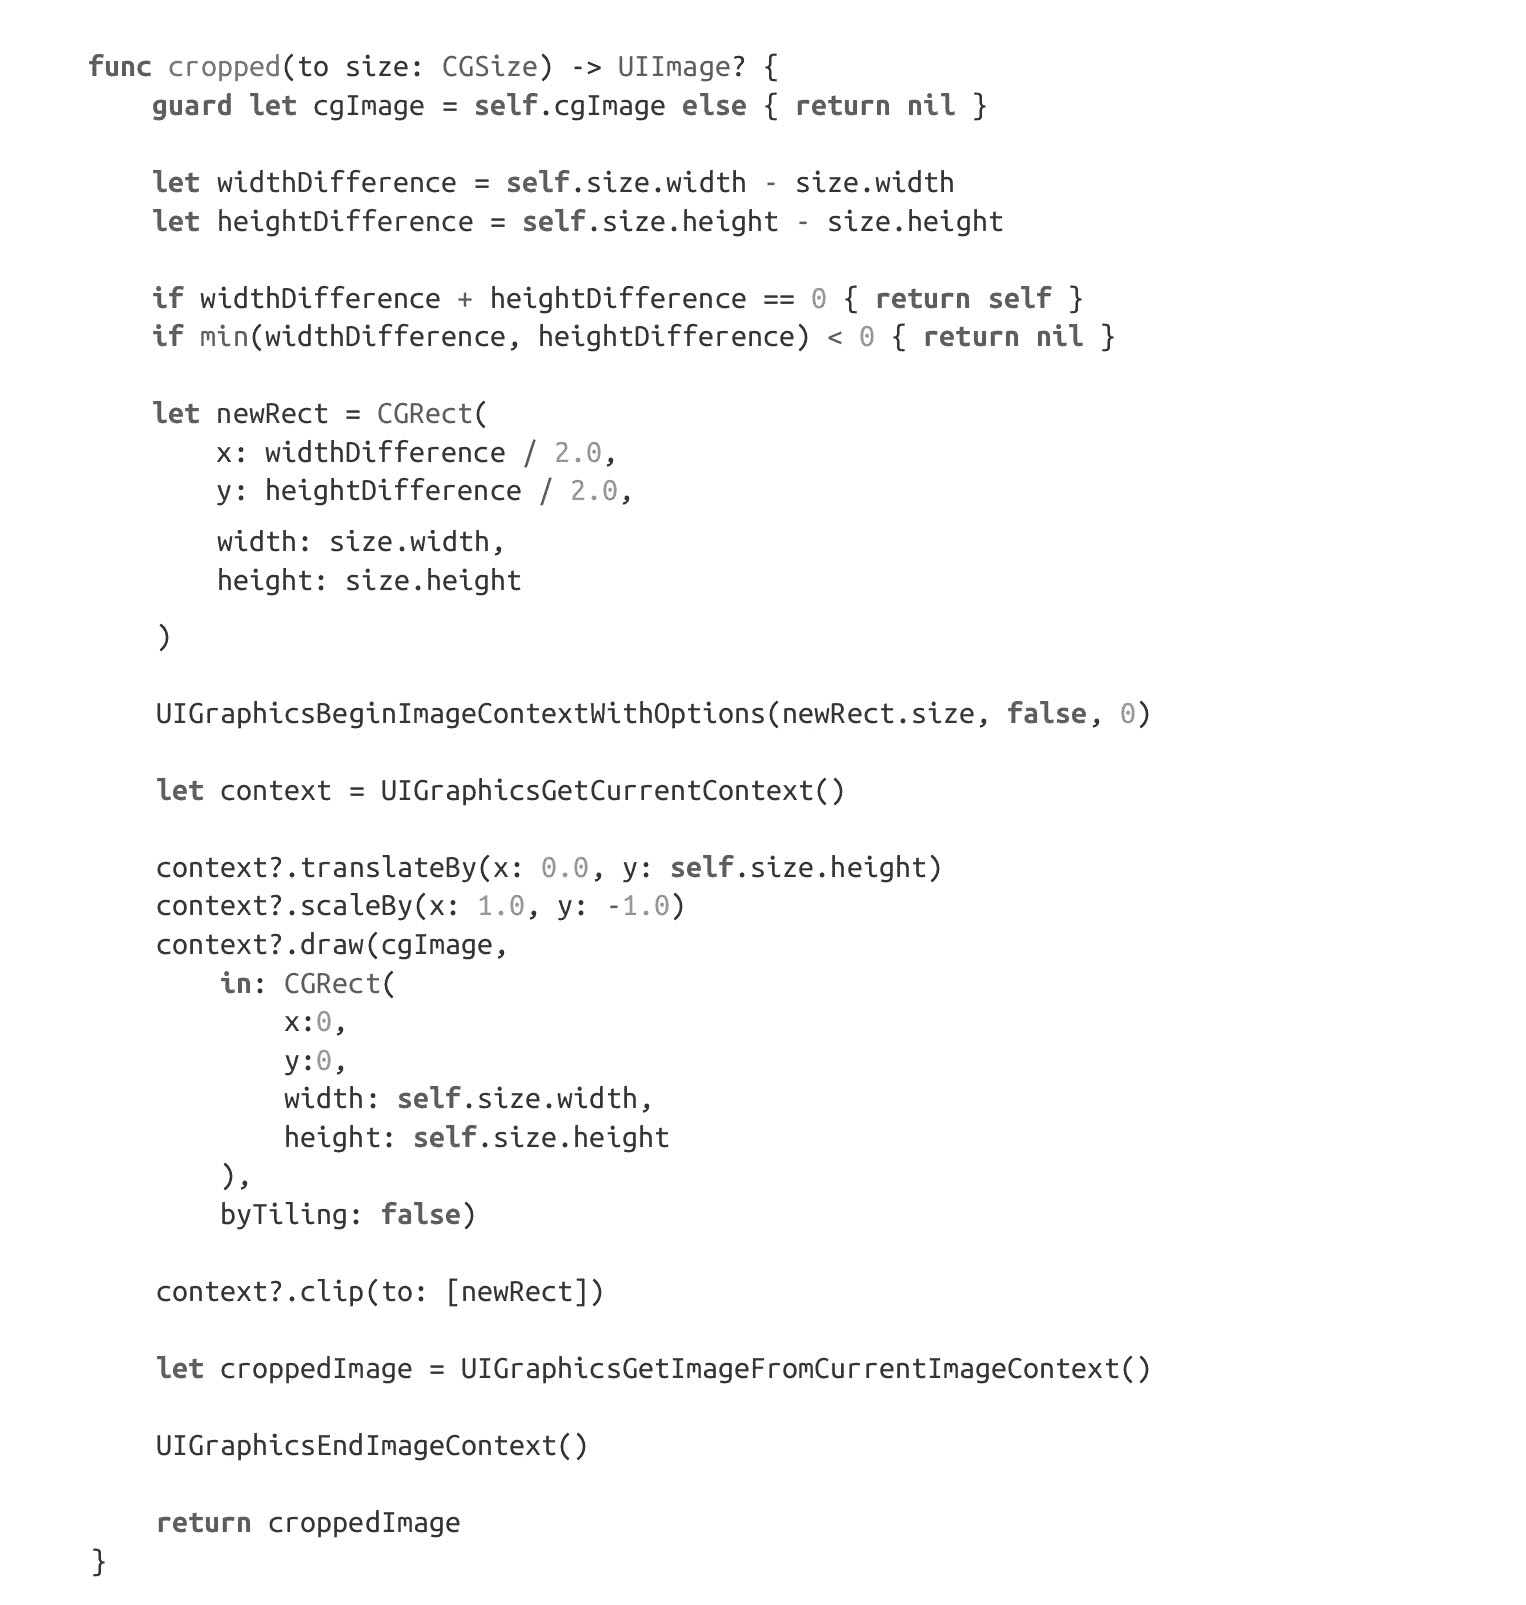 func cropped(to size: CGSize) -> UIImage? {
    guard let cgImage = self.cgImage else { return nil }

    let widthDifference = self.size.width - size.width
    let heightDifference = self.size.height - size.height

    if widthDifference + heightDifference == 0 { return self }
    if min(widthDifference, heightDifference) < 0 { return nil }

    let newRect = CGRect(
        x: widthDifference / 2.0,
        y: heightDifference / 2.0,
        width: size.width,
        height: size.height
    )

    UIGraphicsBeginImageContextWithOptions(newRect.size, false, 0)

    let context = UIGraphicsGetCurrentContext()

    context?.translateBy(x: 0.0, y: self.size.height)
    context?.scaleBy(x: 1.0, y: -1.0)
    context?.draw(cgImage,
        in: CGRect(
            x:0,
            y:0,
            width: self.size.width,
            height: self.size.height
        ),
        byTiling: false)

    context?.clip(to: [newRect])

    let croppedImage = UIGraphicsGetImageFromCurrentImageContext()

    UIGraphicsEndImageContext()

    return croppedImage
}